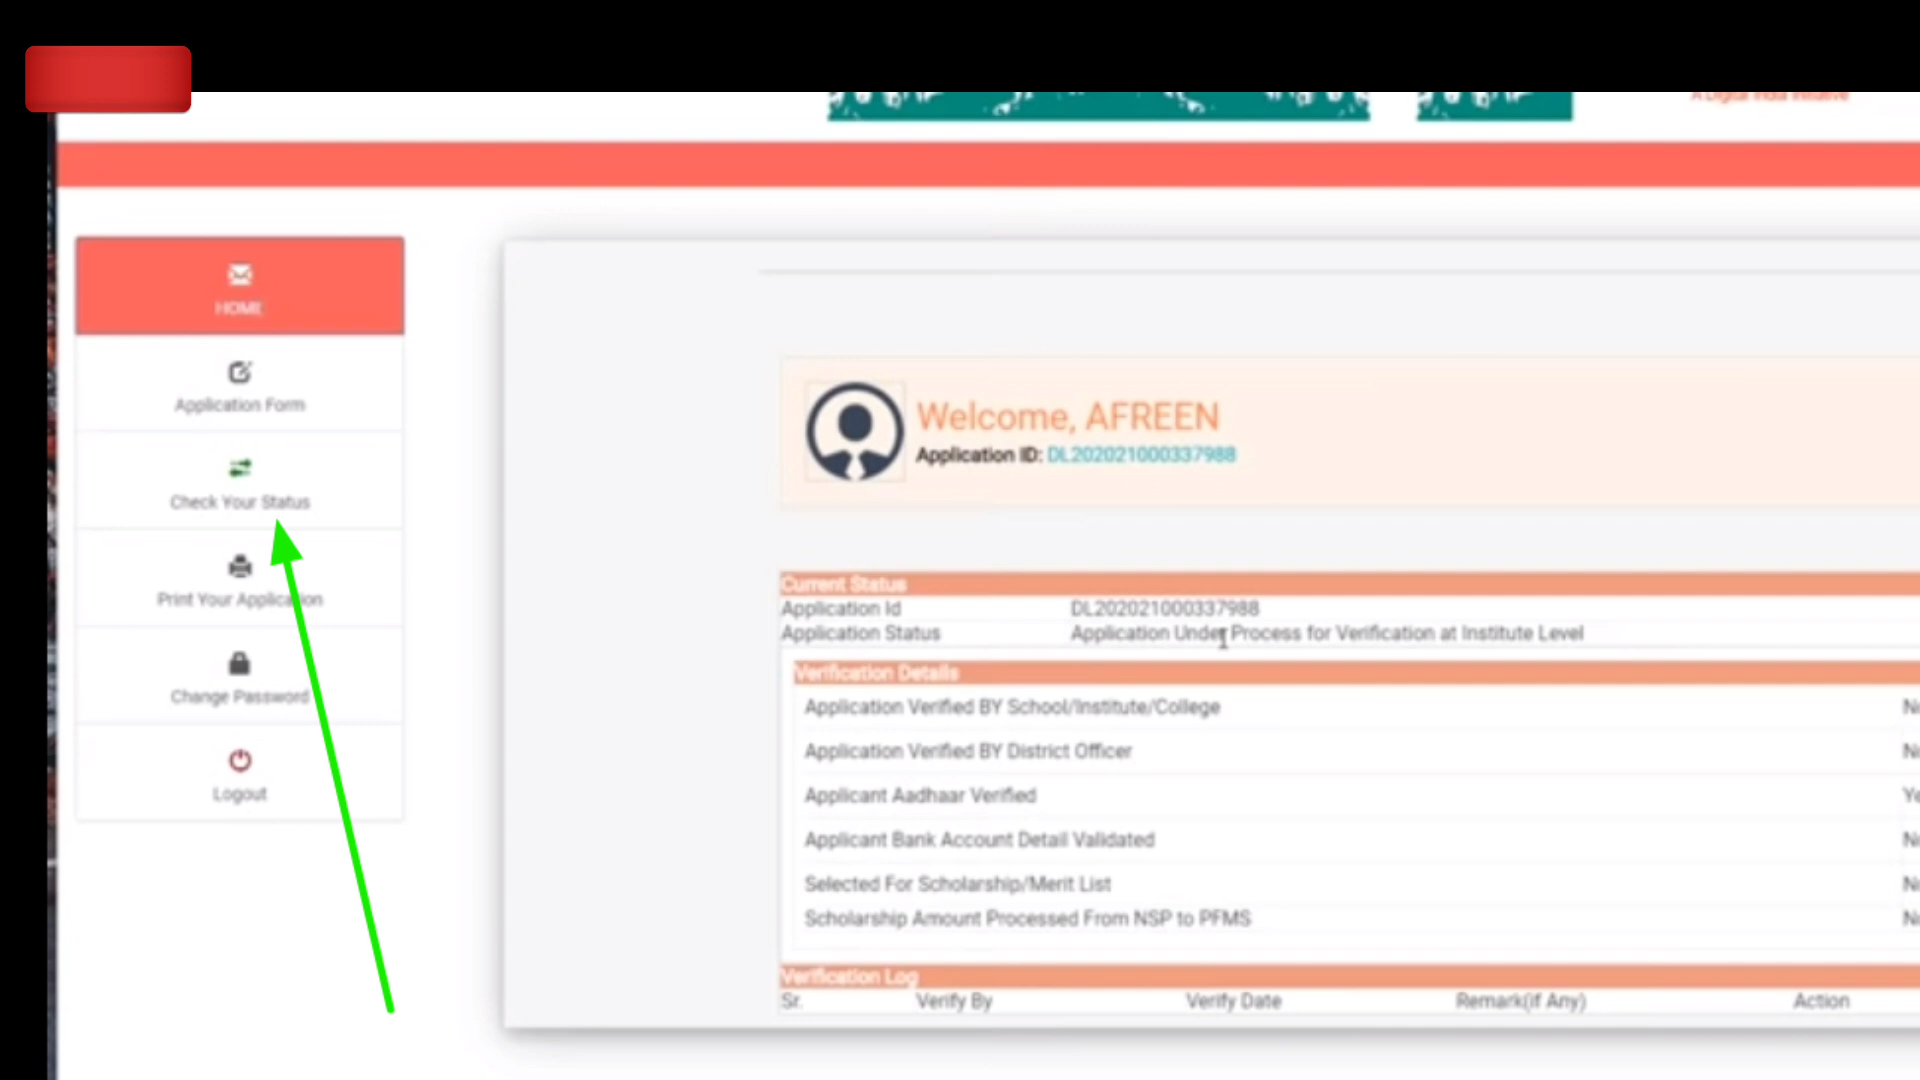 A Digital India Initiative
HOME
Application Form
Check Your Status
Print Your Application
Change Password
Logout
Welcome, AFREEN
Application ID: DL202021000337988
Current Status
Application Id DL202021000337988
Application Status Application Under Process for Verification at Institute Level
Verification Details
Application Verified BY School/Institute/College
Application Verified BY District Officer
Applicant Aadhaar Verified
Applicant Bank Account Detail Validated
Selected For Scholarship/Merit List
Scholarship Amount Processed From NSP to PFMS
Verification Log
Sr. Verify By Verify Date Remark(if Any) Action